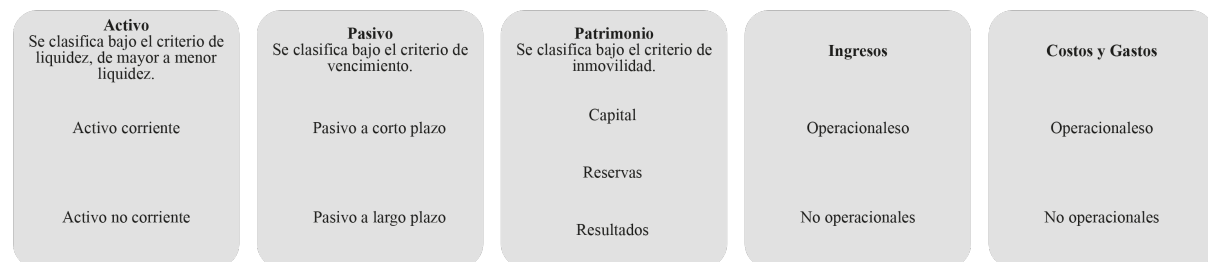 Activo
Se clasifica bajo el criterio de
liquidez, de mayor a menor
liquidez.
Activo corriente
Activo no corriente
Pasivo
Se clasifica bajo el criterio de
vencimiento.
Pasivo a corto plazo
Pasivo a largo plazo
Patrimonio
Se clasifica bajo el criterio de
inmovilidad.
Capital
Reservas
Resultados
Ingresos
Operacionaleso
No operacionales
Costos y Gastos
Operacionaleso
No operacionales